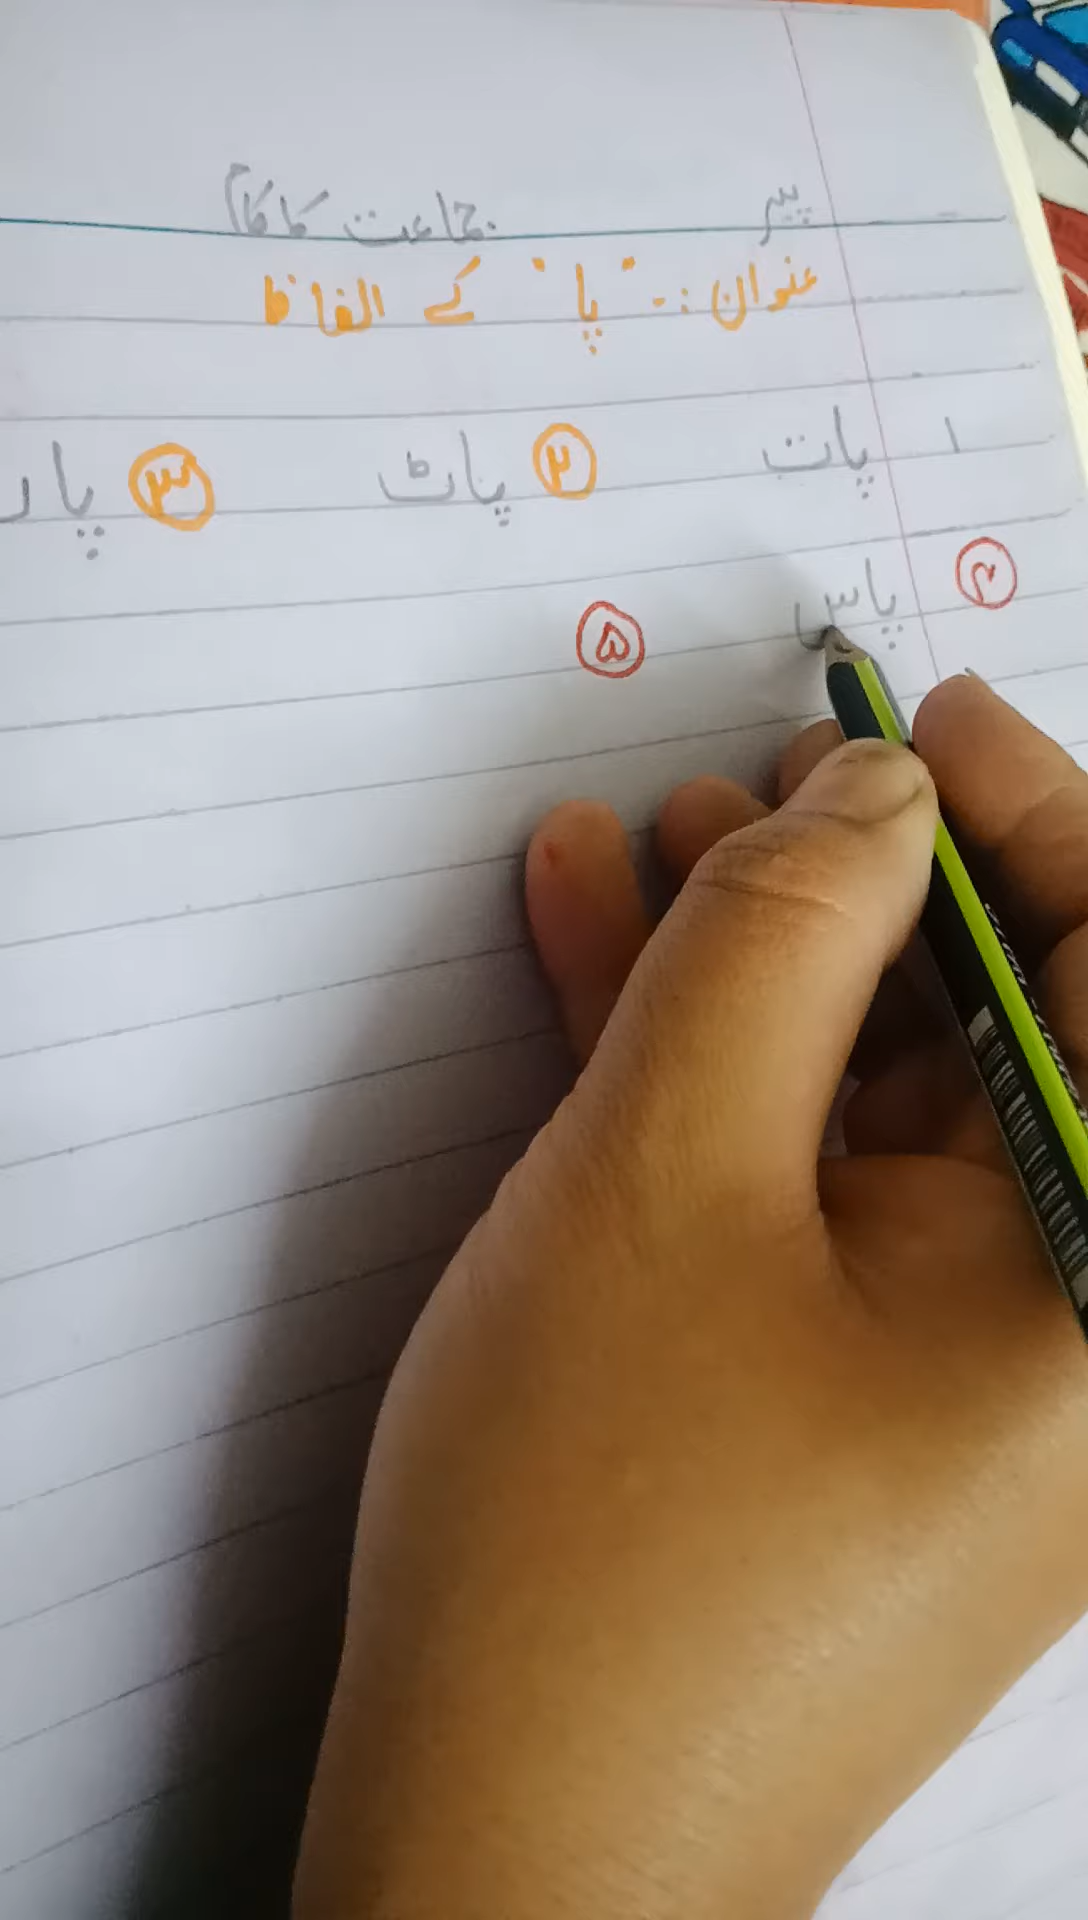 پیر جماعت کا کام
عنوان :- "پا" کے الفاظ
۱ پات ۲ پاٹ ۳ پار
۴ پاس ۵